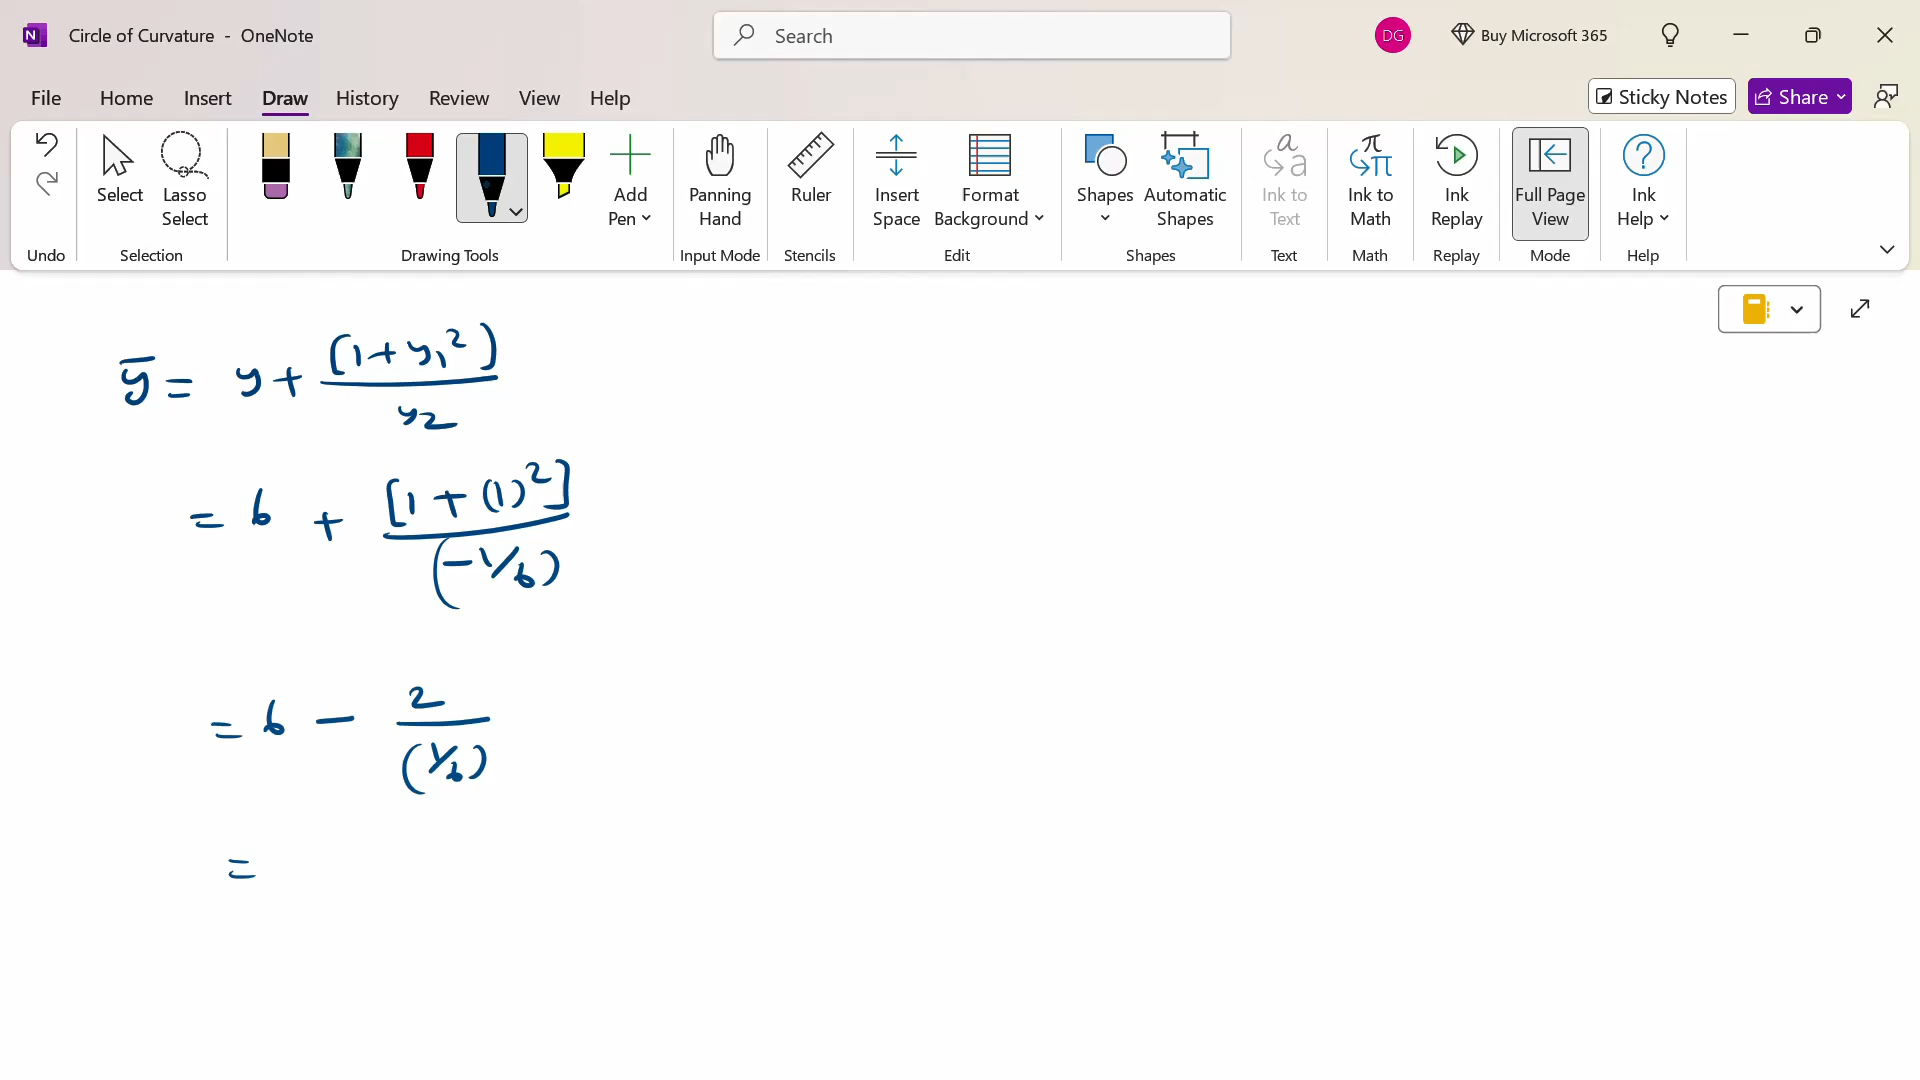 Circle of Curvature - OneNote
Search
DG
Buy Microsoft 365
File Home Insert Draw History Review View Help
Sticky Notes
Share
Select
Lasso Select
Add Pen
Panning Hand
Ruler
Insert Space
Format Background
Shapes
Automatic Shapes
Ink to Text
Ink to Math
Ink Replay
Full Page View
Ink Help
Undo Selection Drawing Tools Input Mode Stencils Edit Shapes Text Math Replay Mode Help
ȳ = y + [1 + y₁²) / y₂
= 6 + [1 + (1)²] / (-1/6)
= 6 - 2 / (1/6)
=